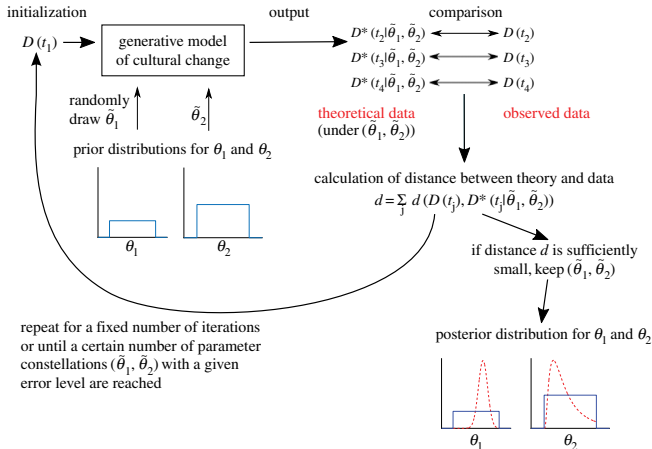 initialization
output
comparison
D (t₁)
generative model
of cultural change
D* (t₂|θ̃₁, θ̃₂)
D (t₂)
D* (t₃|θ̃₁, θ̃₂)
D (t₃)
D* (t₄|θ̃₁, θ̃₂)
D (t₄)
randomly
draw θ̃₁
θ̃₂
theoretical data
(under (θ̃₁, θ̃₂))
observed data
prior distributions for θ₁ and θ₂
θ₁
θ₂
calculation of distance between theory and data
d = Σⱼ d (D (tⱼ), D* (tⱼ|θ̃₁, θ̃₂))
if distance d is sufficiently
small, keep (θ̃₁, θ̃₂)
repeat for a fixed number of iterations
or until a certain number of parameter
constellations (θ̃₁, θ̃₂) with a given
error level are reached
posterior distribution for θ₁ and θ₂
θ₁
θ₂